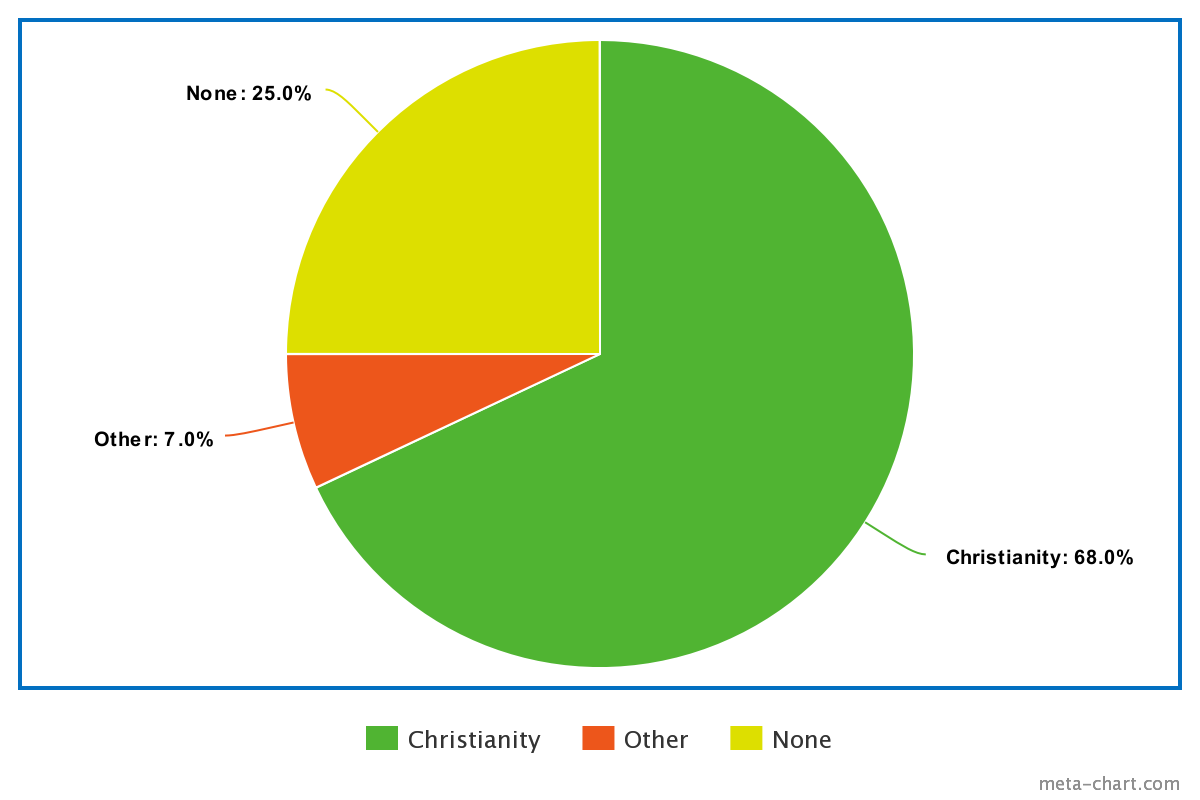 None: 25.0%
Other: 7.0%
Christianity: 68.0%
Christianity Other None
meta-chart.com